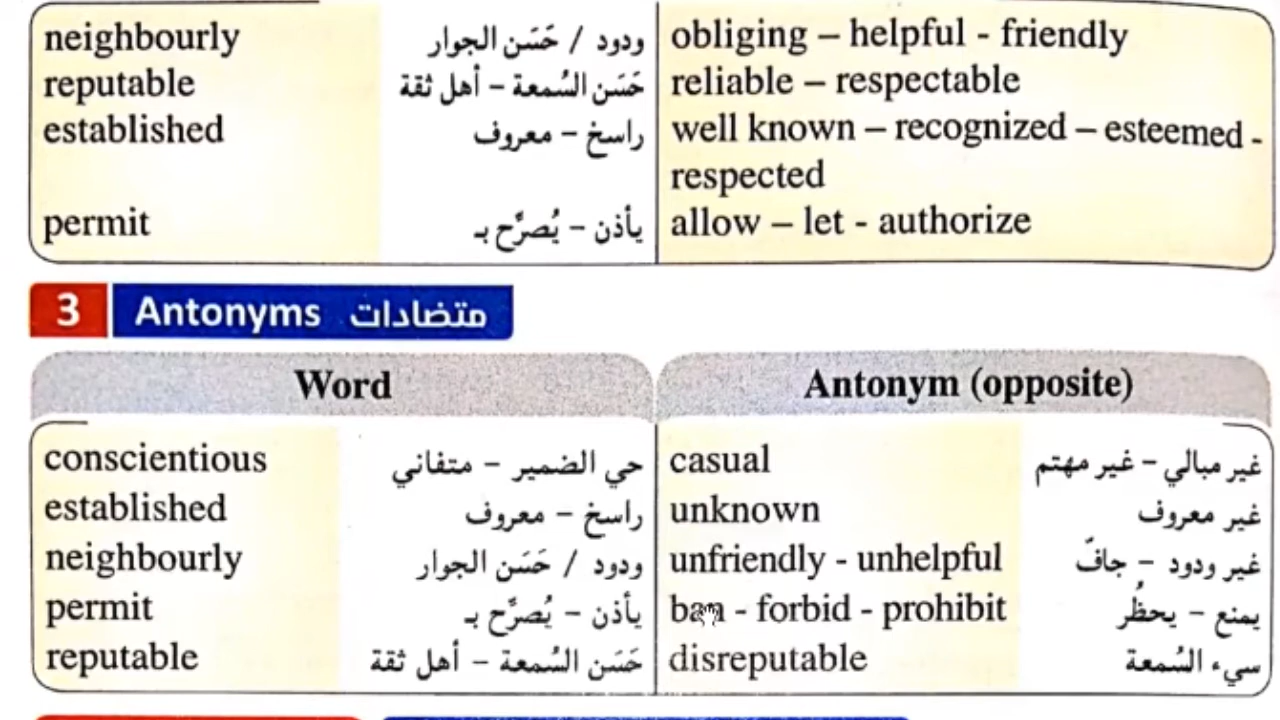 neighbourly ودود / حَسَن الجوار obliging – helpful - friendly
reputable حَسَن السُمعة – أهل ثقة reliable – respectable
established راسخ – معروف well known – recognized – esteemed -
respected
permit يأذن – يُصرَّح بـ allow – let - authorize
3 Antonyms متضادات
Word Antonym (opposite)
conscientious حي الضمير – متفاني casual غير مبالي – غير مهتم
established راسخ – معروف unknown غير معروف
neighbourly ودود / حَسَن الجوار unfriendly - unhelpful غير ودود – جافّ
permit يأذن – يُصرَّح بـ ban - forbid - prohibit يمنع – يحظُر
reputable حَسَن السُمعة – أهل ثقة disreputable سيء السُمعة